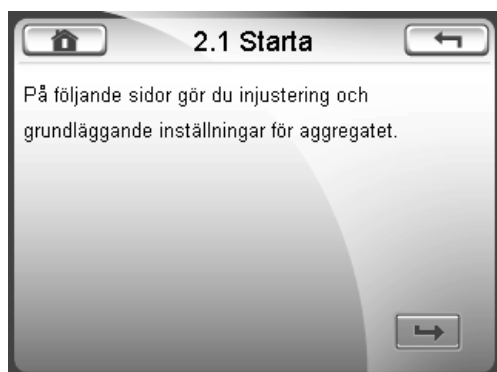 2.1 Starta
På följande sidor gör du injustering och
grundläggande inställningar för aggregatet.